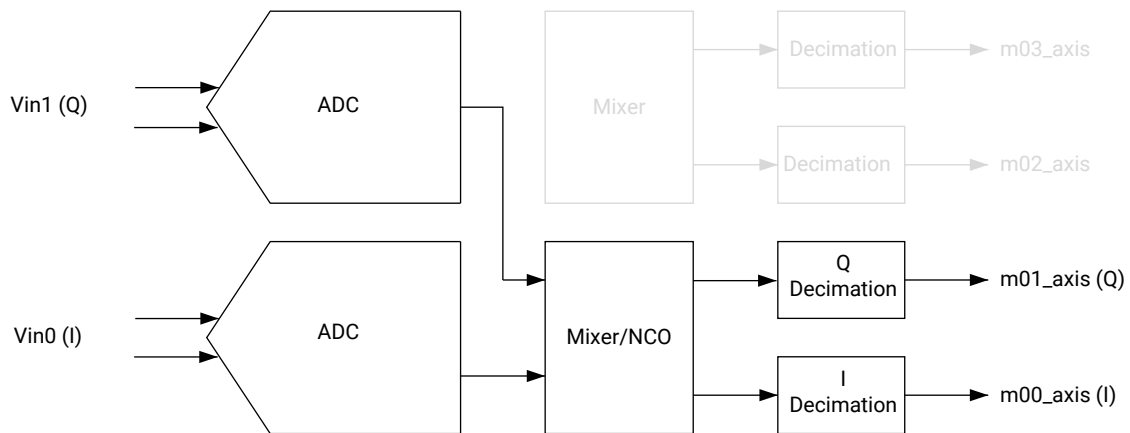 Vin1 (Q)
ADC
Mixer
Decimation
m03_axis
Decimation
m02_axis
Vin0 (I)
ADC
Mixer/NCO
Q
Decimation
m01_axis (Q)
I
Decimation
m00_axis (I)